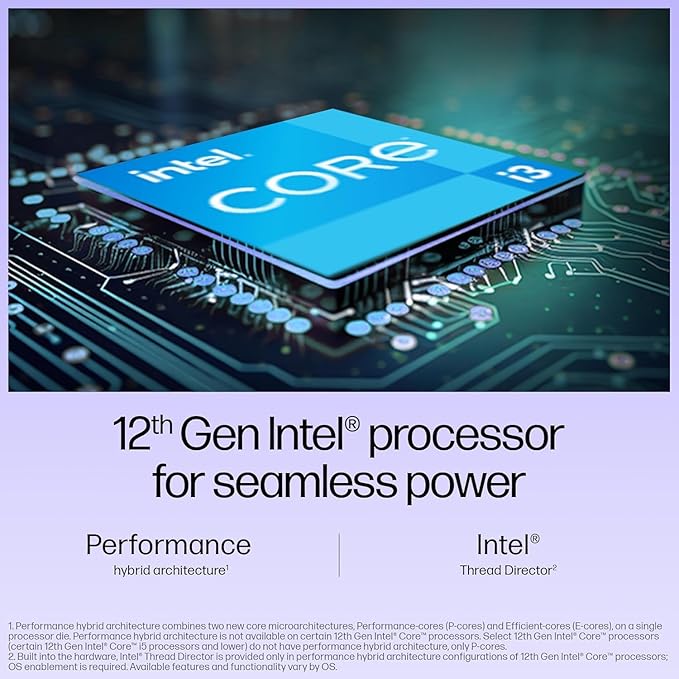 intel.
CORE™
i3
12th Gen Intel® processor
for seamless power
Performance
hybrid architecture¹
Intel®
Thread Director²
1. Performance hybrid architecture combines two new core microarchitectures, Performance-cores (P-cores) and Efficient-cores (E-cores), on a single
processor die. Performance hybrid architecture is not available on certain 12th Gen Intel® Core™ processors. Select 12th Gen Intel® Core™ processors
(certain 12th Gen Intel® Core™ i5 processors and lower) do not have performance hybrid architecture, only P-cores.
2. Built into the hardware, Intel® Thread Director is provided only in performance hybrid architecture configurations of 12th Gen Intel® Core™ processors;
OS enablement is required. Available features and functionality vary by OS.